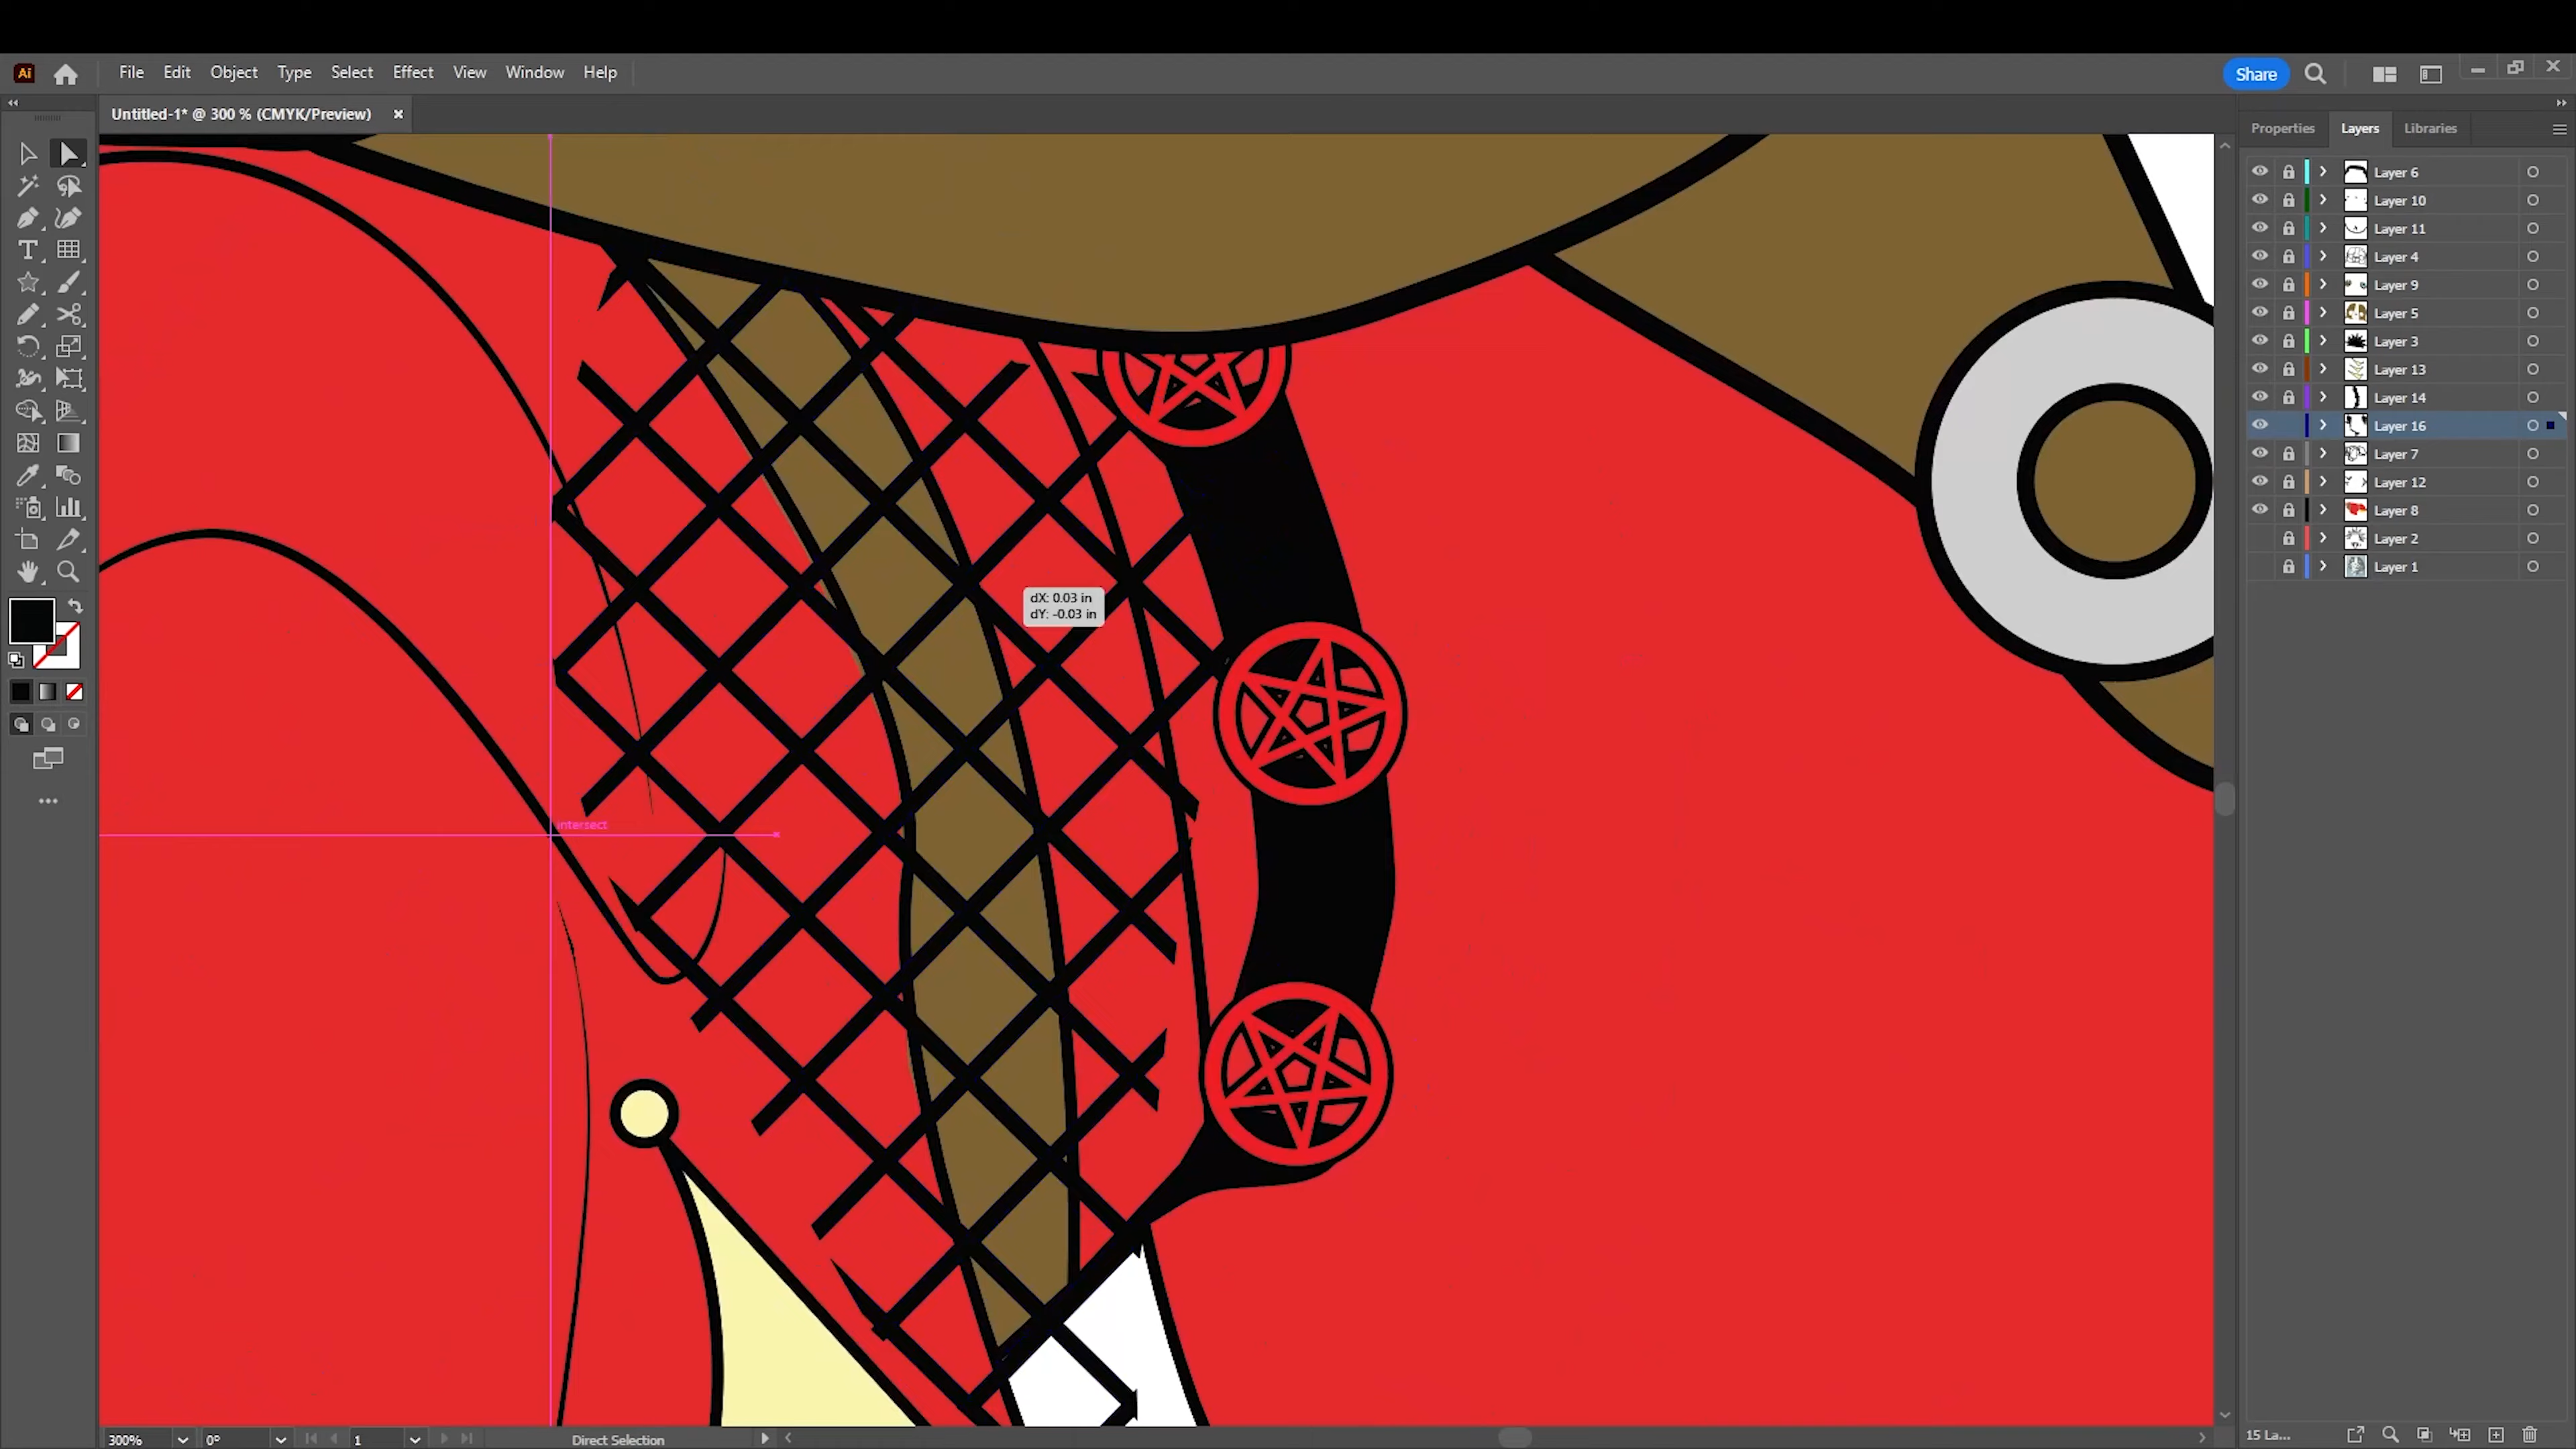 Ai File Edit Object Type Select Effect View Window Help Share
Untitled-1* @ 300 % (CMYK/Preview) ×
Properties Layers Libraries
Layer 6
Layer 10
Layer 11
Layer 4
Layer 9
Layer 5
Layer 3
Layer 13
Layer 14
Layer 16
Layer 7
Layer 12
Layer 8
Layer 2
Layer 1
dX: 0.03 in
dY: -0.03 in
intersect
300% 0° 1 Direct Selection 15 La...